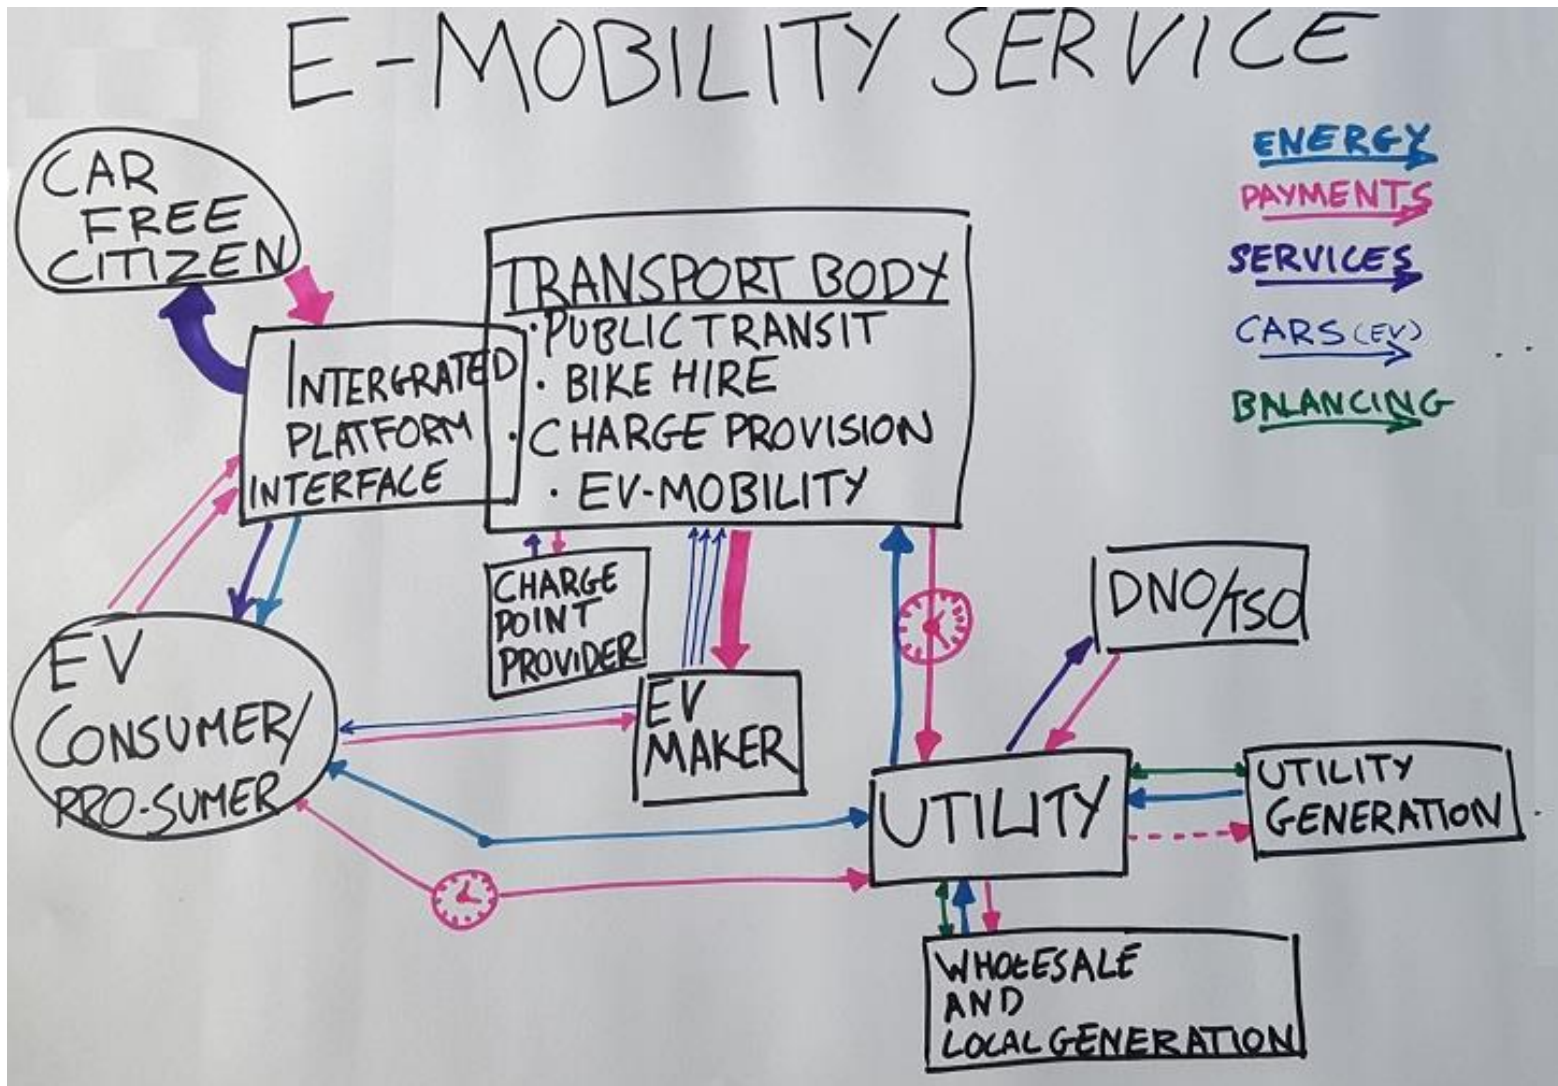 E-MOBILITY SERVICE
ENERGY
PAYMENTS
SERVICES
CARS (EV)
BALANCING
CAR
FREE
CITIZEN
INTERGRATED
PLATFORM
INTERFACE
TRANSPORT BODY
· PUBLIC TRANSIT
· BIKE HIRE
· CHARGE PROVISION
· EV-MOBILITY
CHARGE
POINT
PROVIDER
EV
MAKER
DNO/TSO
EV
CONSUMER/
PRO-SUMER
UTILITY
UTILITY
GENERATION
WHOLESALE
AND
LOCAL GENERATION